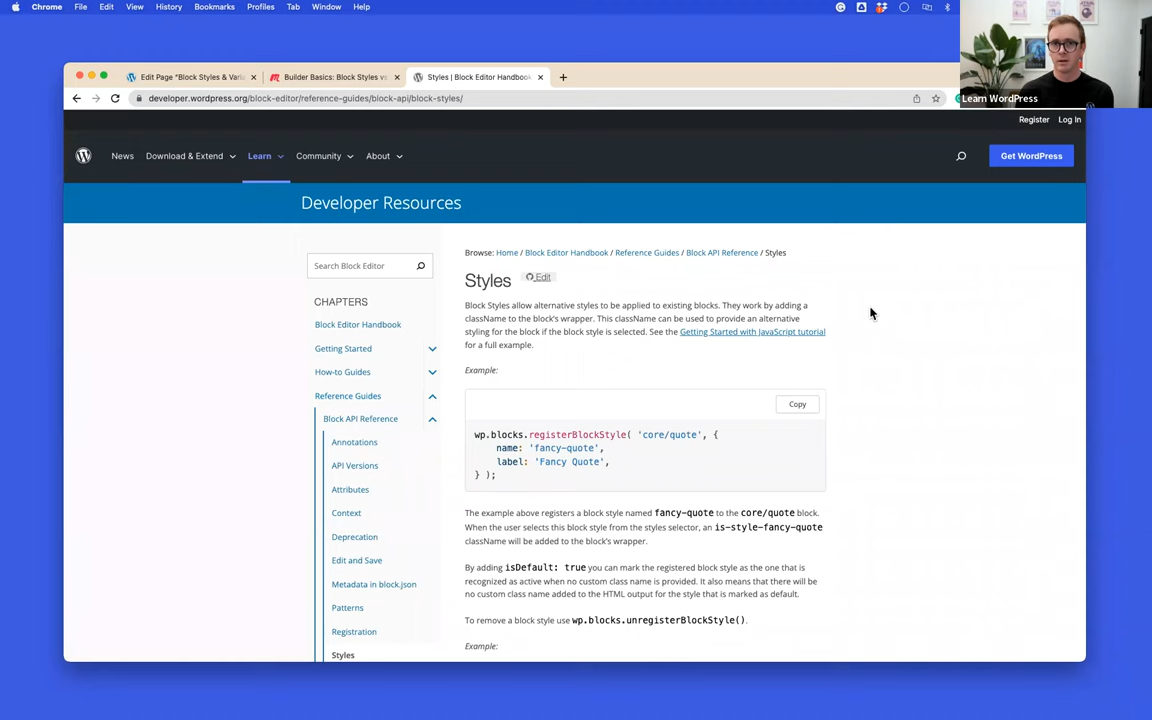 Chrome File Edit View History Bookmarks Profiles Tab Window Help
Edit Page "Block Styles & Varia
Builder Basics: Block Styles vs
Styles | Block Editor Handbook
developer.wordpress.org/block-editor/reference-guides/block-api/block-styles/
Learn WordPress
Register Log In
News Download & Extend Learn Community About
Get WordPress
Developer Resources
Search Block Editor
CHAPTERS
Block Editor Handbook
Getting Started
How-to Guides
Reference Guides
Block API Reference
Annotations
API Versions
Attributes
Context
Deprecation
Edit and Save
Metadata in block.json
Patterns
Registration
Styles
Browse: Home / Block Editor Handbook / Reference Guides / Block API Reference / Styles
Styles Edit
Block Styles allow alternative styles to be applied to existing blocks. They work by adding a
className to the block's wrapper. This className can be used to provide an alternative
styling for the block if the block style is selected. See the Getting Started with JavaScript tutorial
for a full example.
Example:
Copy
wp.blocks.registerBlockStyle( 'core/quote', {
name: 'fancy-quote',
label: 'Fancy Quote',
} );
The example above registers a block style named fancy-quote to the core/quote block.
When the user selects this block style from the styles selector, an is-style-fancy-quote
className will be added to the block's wrapper.
By adding isDefault: true you can mark the registered block style as the one that is
recognized as active when no custom class name is provided. It also means that there will be
no custom class name added to the HTML output for the style that is marked as default.
To remove a block style use wp.blocks.unregisterBlockStyle().
Example: